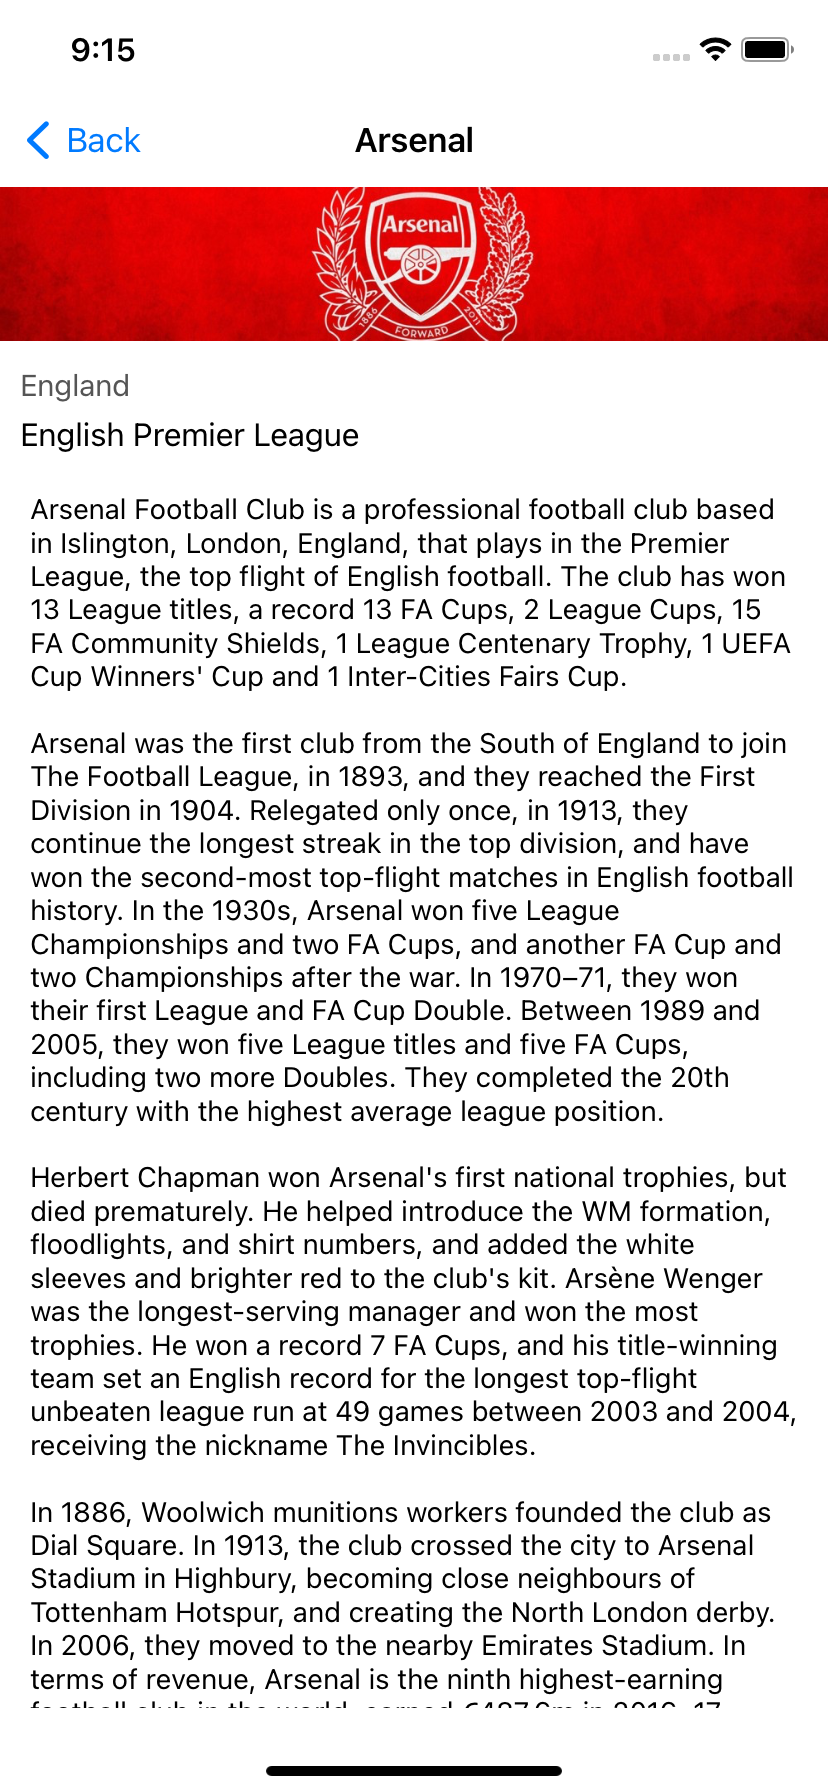 9:15
Back
Arsenal
Arsenal
1886
FORWARD
2011
England
English Premier League
Arsenal Football Club is a professional football club based
in Islington, London, England, that plays in the Premier
League, the top flight of English football. The club has won
13 League titles, a record 13 FA Cups, 2 League Cups, 15
FA Community Shields, 1 League Centenary Trophy, 1 UEFA
Cup Winners' Cup and 1 Inter-Cities Fairs Cup.
Arsenal was the first club from the South of England to join
The Football League, in 1893, and they reached the First
Division in 1904. Relegated only once, in 1913, they
continue the longest streak in the top division, and have
won the second-most top-flight matches in English football
history. In the 1930s, Arsenal won five League
Championships and two FA Cups, and another FA Cup and
two Championships after the war. In 1970–71, they won
their first League and FA Cup Double. Between 1989 and
2005, they won five League titles and five FA Cups,
including two more Doubles. They completed the 20th
century with the highest average league position.
Herbert Chapman won Arsenal's first national trophies, but
died prematurely. He helped introduce the WM formation,
floodlights, and shirt numbers, and added the white
sleeves and brighter red to the club's kit. Arsène Wenger
was the longest-serving manager and won the most
trophies. He won a record 7 FA Cups, and his title-winning
team set an English record for the longest top-flight
unbeaten league run at 49 games between 2003 and 2004,
receiving the nickname The Invincibles.
In 1886, Woolwich munitions workers founded the club as
Dial Square. In 1913, the club crossed the city to Arsenal
Stadium in Highbury, becoming close neighbours of
Tottenham Hotspur, and creating the North London derby.
In 2006, they moved to the nearby Emirates Stadium. In
terms of revenue, Arsenal is the ninth highest-earning
football club in the world, earned